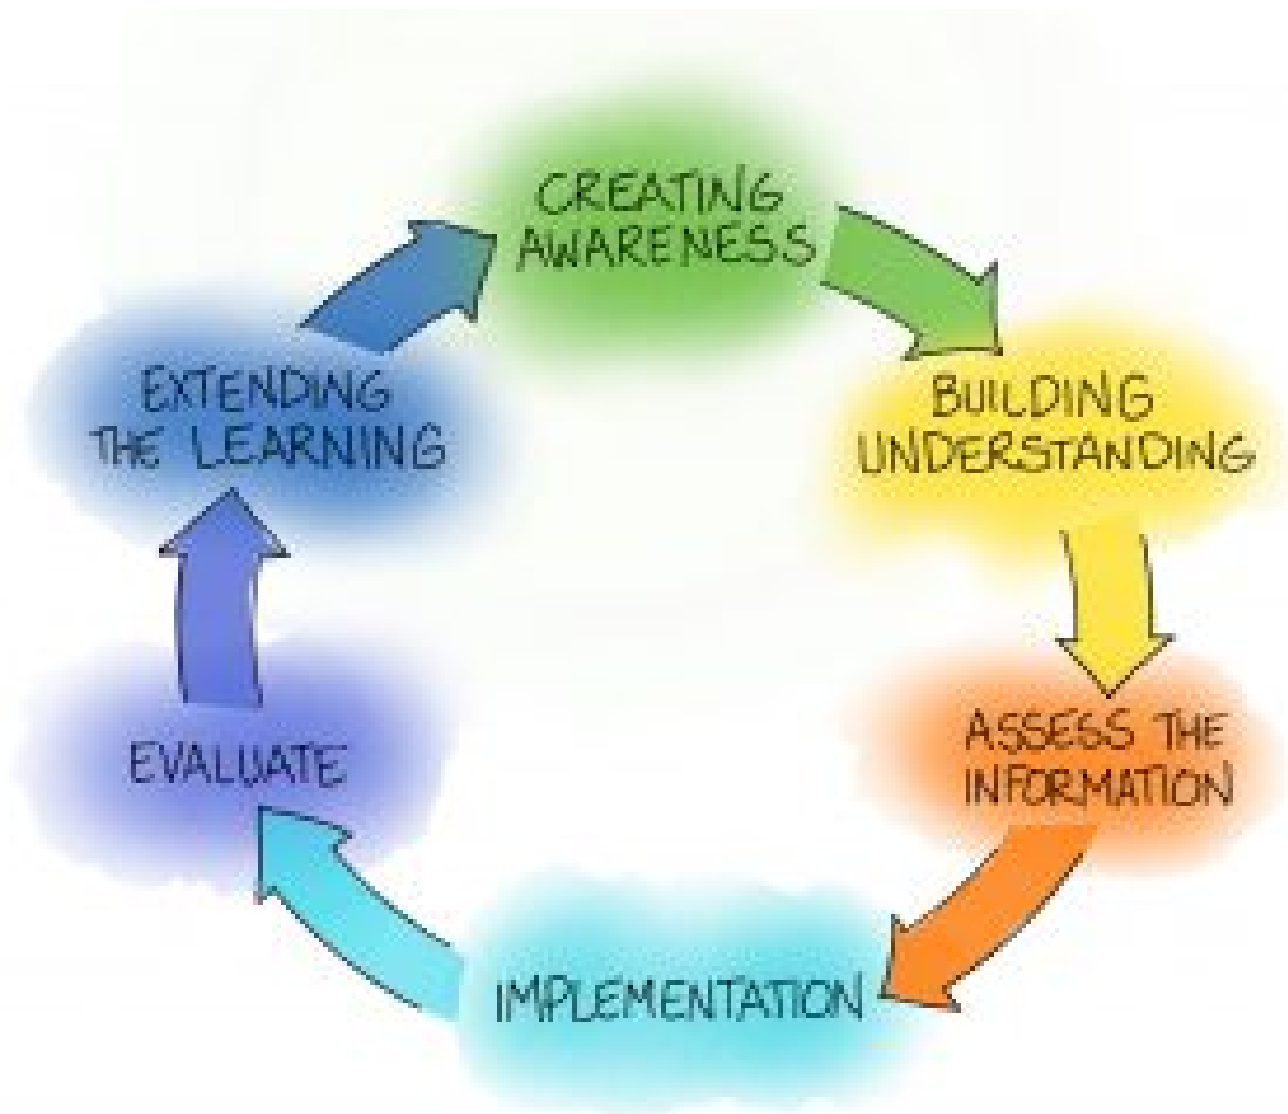 CREATING
AWARENESS
BUILDING
UNDERSTANDING
ASSESS THE
INFORMATION
IMPLEMENTATION
EVALUATE
EXTENDING
THE LEARNING